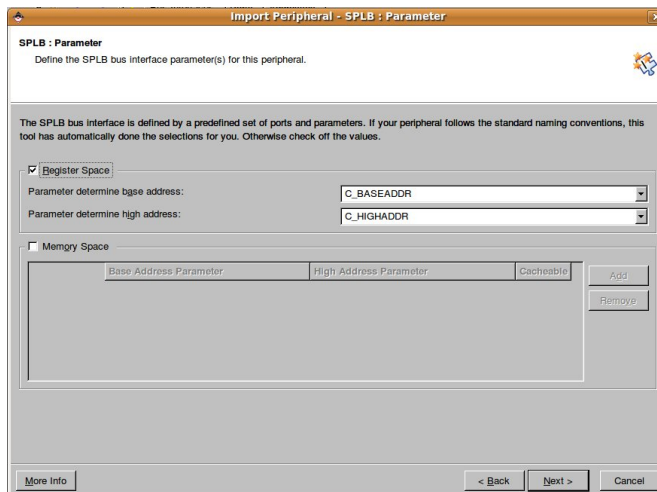 Import Peripheral - SPLB : Parameter
SPLB : Parameter
Define the SPLB bus interface parameter(s) for this peripheral.
The SPLB bus interface is defined by a predefined set of ports and parameters. If your peripheral follows the standard naming conventions, this
tool has automatically done the selections for you. Otherwise check off the values.
Register Space
Parameter determine base address: C_BASEADDR
Parameter determine high address: C_HIGHADDR
Memory Space
Base Address Parameter High Address Parameter Cacheable
Add
Remove
More Info < Back Next > Cancel